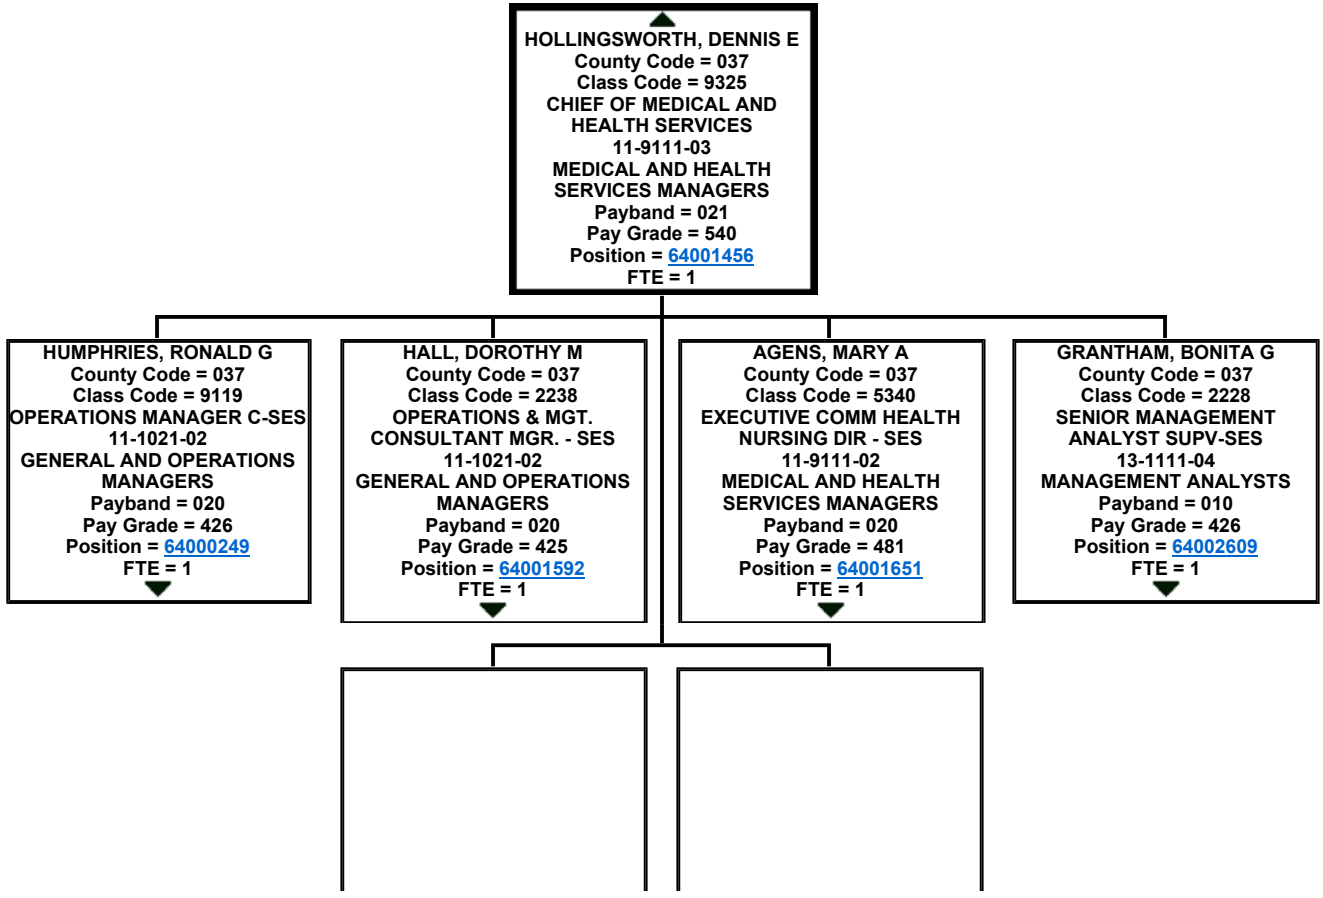 HOLLINGSWORTH, DENNIS E
County Code = 037
Class Code = 9325
CHIEF OF MEDICAL AND
HEALTH SERVICES
11-9111-03
MEDICAL AND HEALTH
SERVICES MANAGERS
Payband = 021
Pay Grade = 540
Position = 64001456
FTE = 1
HUMPHRIES, RONALD G
County Code = 037
Class Code = 9119
OPERATIONS MANAGER C-SES
11-1021-02
GENERAL AND OPERATIONS
MANAGERS
Payband = 020
Pay Grade = 426
Position = 64000249
FTE = 1
HALL, DOROTHY M
County Code = 037
Class Code = 2238
OPERATIONS & MGT.
CONSULTANT MGR. - SES
11-1021-02
GENERAL AND OPERATIONS
MANAGERS
Payband = 020
Pay Grade = 425
Position = 64001592
FTE = 1
AGENS, MARY A
County Code = 037
Class Code = 5340
EXECUTIVE COMM HEALTH
NURSING DIR - SES
11-9111-02
MEDICAL AND HEALTH
SERVICES MANAGERS
Payband = 020
Pay Grade = 481
Position = 64001651
FTE = 1
GRANTHAM, BONITA G
County Code = 037
Class Code = 2228
SENIOR MANAGEMENT
ANALYST SUPV-SES
13-1111-04
MANAGEMENT ANALYSTS
Payband = 010
Pay Grade = 426
Position = 64002609
FTE = 1